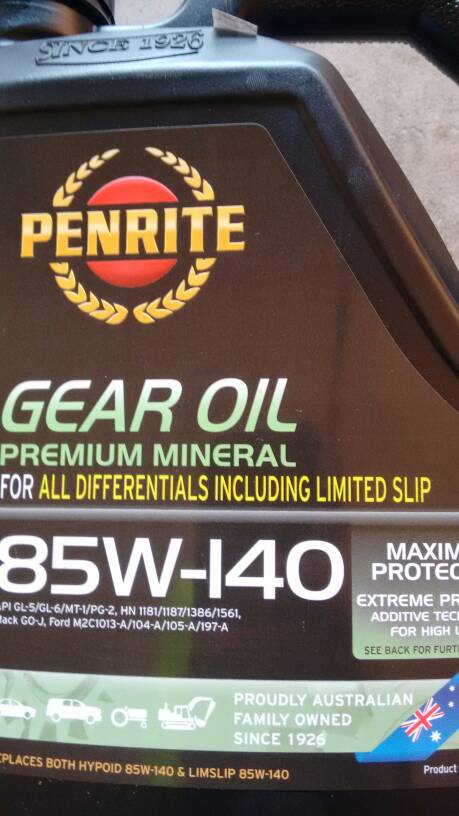 SINCE 1926
PENRITE
GEAR OIL
PREMIUM MINERAL
FOR ALL DIFFERENTIALS INCLUDING LIMITED SLIP
85W-140
API GL-5/GL-6/MT-1/PG-2, HN 1181/1187/1386/1561,
Mack GO-J, Ford M2C1013-A/104-A/105-A/197-A
MAXIM
PROTEC
EXTREME PR
ADDITIVE TEC
FOR HIGH L
SEE BACK FOR FURT
PROUDLY AUSTRALIAN
FAMILY OWNED
SINCE 1926
EPLACES BOTH HYPOID 85W-140 & LIMSLIP 85W-140
Product